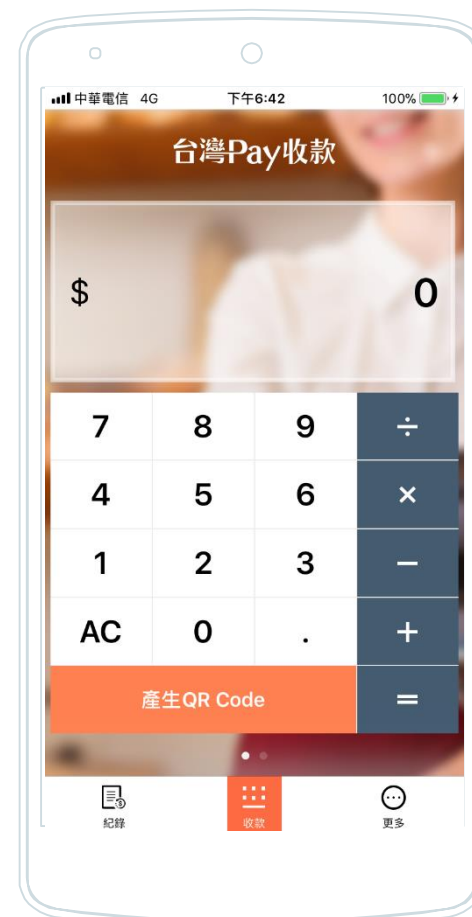 中華電信 4G 下午6:42 100%
台灣Pay收款
$ 0
7 8 9 ÷
4 5 6 ×
1 2 3 −
AC 0 . +
產生QR Code =
紀錄 收款 更多